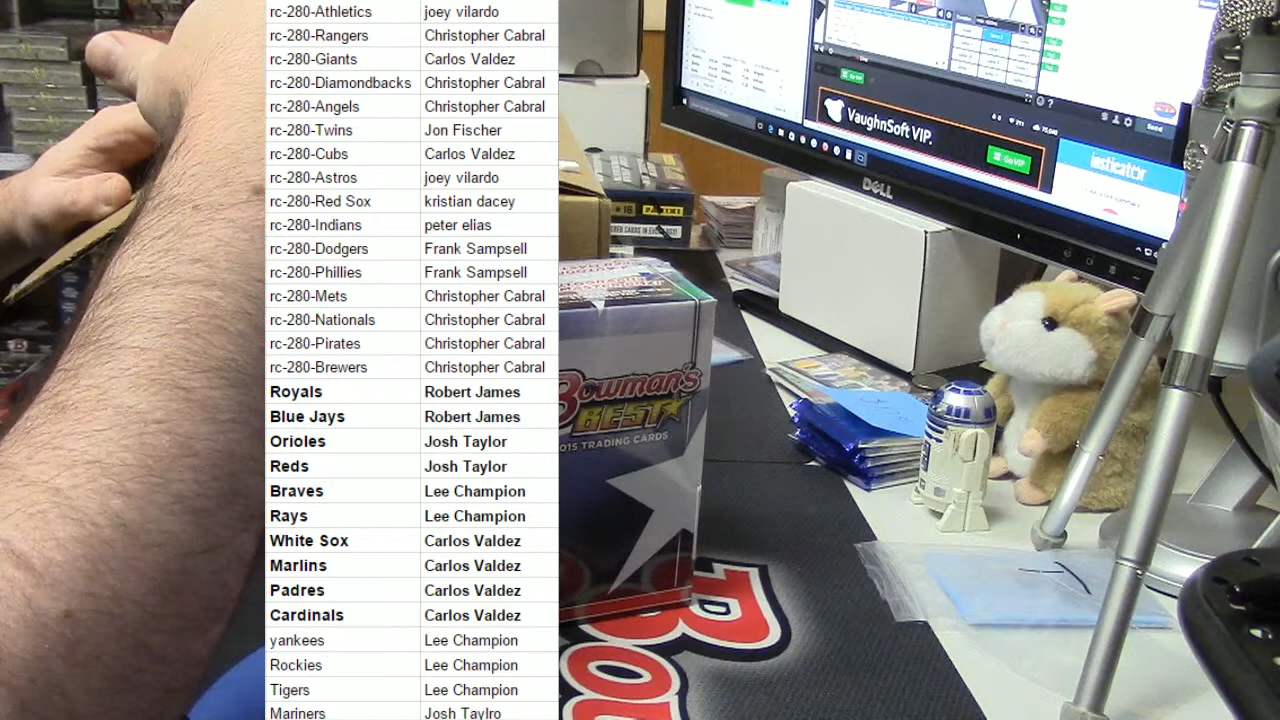 rc-280-Athletics joey vilardo
rc-280-Rangers Christopher Cabral
rc-280-Giants Carlos Valdez
rc-280-Diamondbacks Christopher Cabral
rc-280-Angels Christopher Cabral
rc-280-Twins Jon Fischer
rc-280-Cubs Carlos Valdez
rc-280-Astros joey vilardo
rc-280-Red Sox kristian dacey
rc-280-Indians peter elias
rc-280-Dodgers Frank Sampsell
rc-280-Phillies Frank Sampsell
rc-280-Mets Christopher Cabral
rc-280-Nationals Christopher Cabral
rc-280-Pirates Christopher Cabral
rc-280-Brewers Christopher Cabral
Royals Robert James
Blue Jays Robert James
Orioles Josh Taylor
Reds Josh Taylor
Braves Lee Champion
Rays Lee Champion
White Sox Carlos Valdez
Marlins Carlos Valdez
Padres Carlos Valdez
Cardinals Carlos Valdez
yankees Lee Champion
Rockies Lee Champion
Tigers Lee Champion
Mariners Josh Taylro
VaughnSoft VIP.
Go VIP
insticator
Send
DELL
PANINI
Bowman's
BEST
2015 TRADING CARDS
Bo